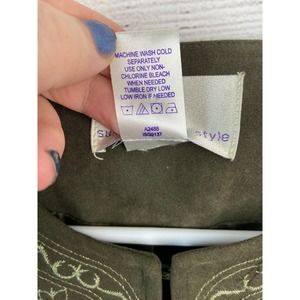 MACHINE WASH COLD
SEPARATELY
USE ONLY NON-
CHLORINE BLEACH
WHEN NEEDED
TUMBLE DRY LOW
LOW IRON IF NEEDED
A2488
style